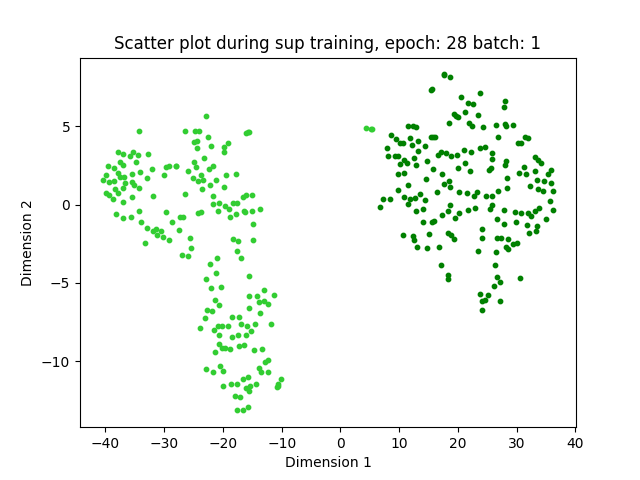 Scatter plot during sup training, epoch: 28 batch: 1
5
0
−5
−10
Dimension 2
−40 −30 −20 −10 0 10 20 30 40
Dimension 1